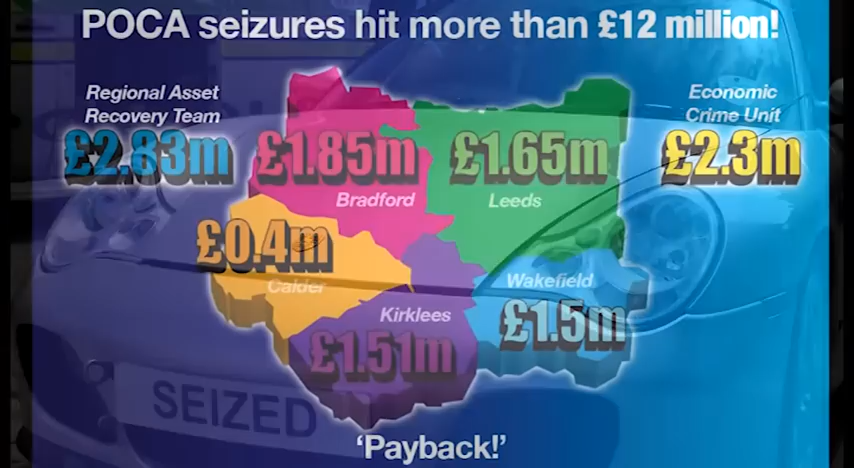 POCA seizures hit more than £12 million!
Regional Asset
Recovery Team
£2.83m
£1.85m
Bradford
£1.65m
Leeds
Economic
Crime Unit
£2.3m
£0.4m
Calder
Wakefield
£1.5m
Kirklees
£1.51m
SEIZED
'Payback!'